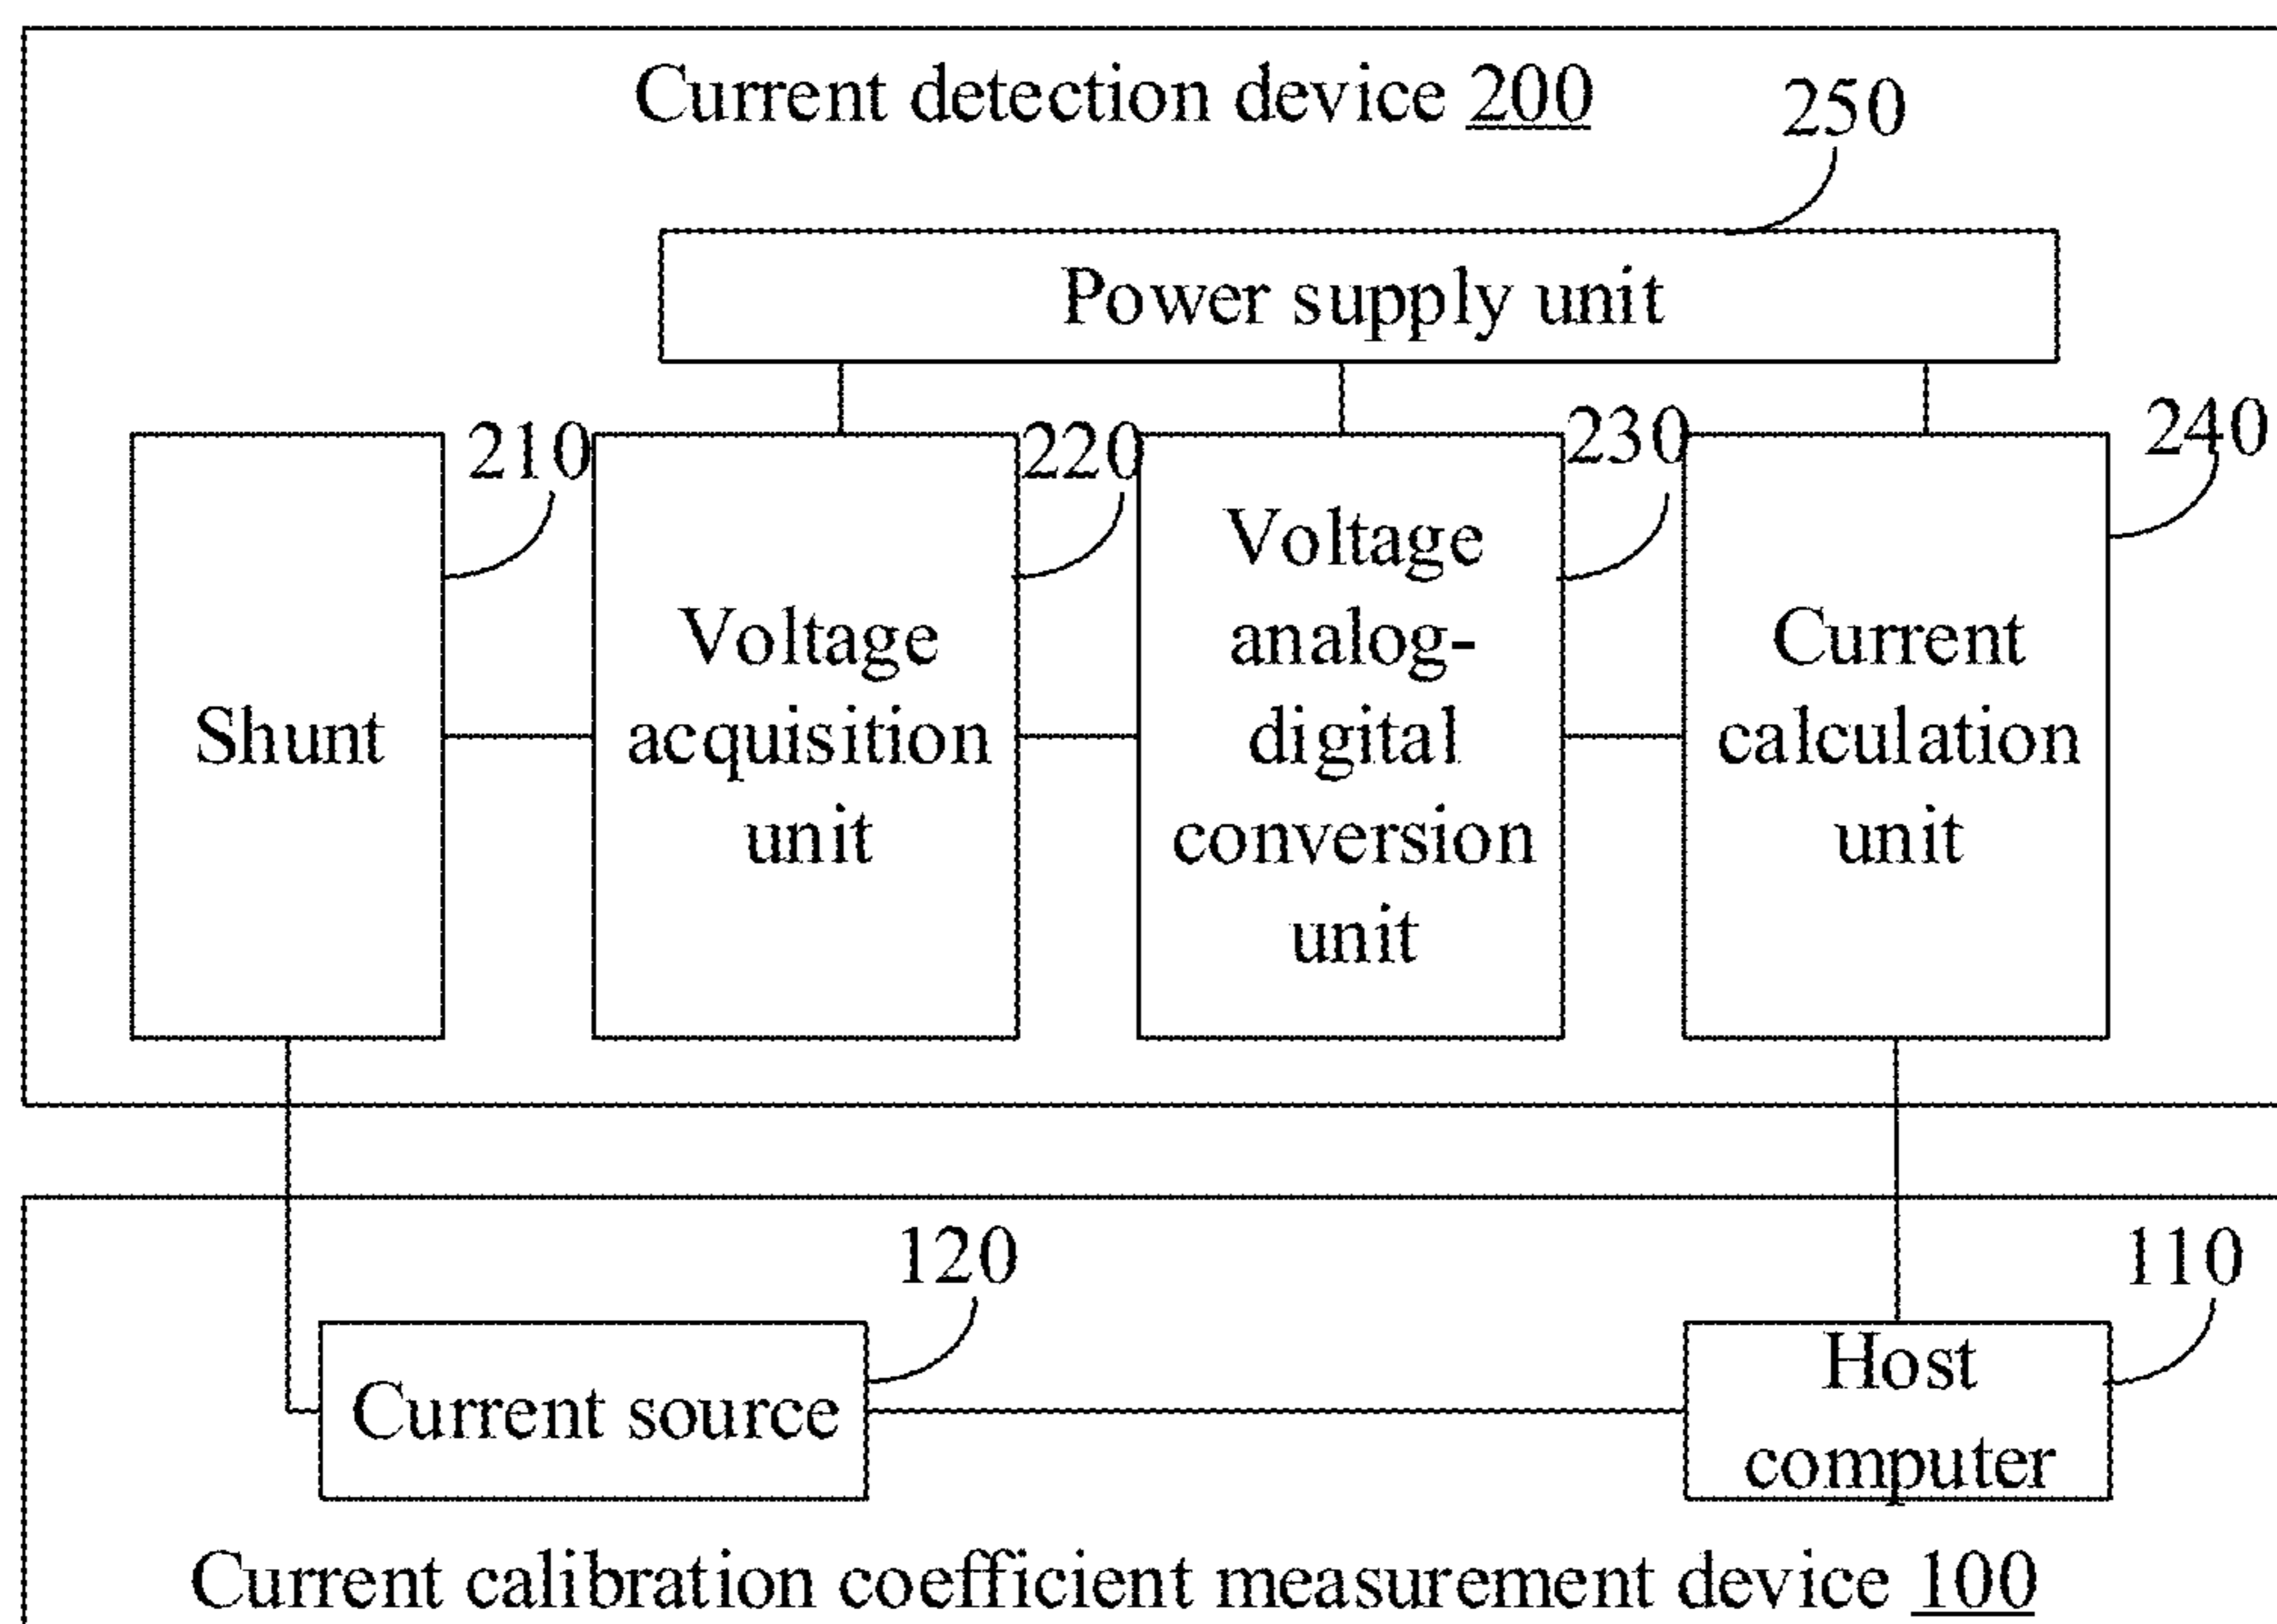 Current detection device 200
250
Power supply unit
210
220
230
240
Shunt
Voltage
acquisition
unit
Voltage
analog-
digital
conversion
unit
Current
calculation
unit
120
110
Current source
Host
computer
Current calibration coefficient measurement device 100